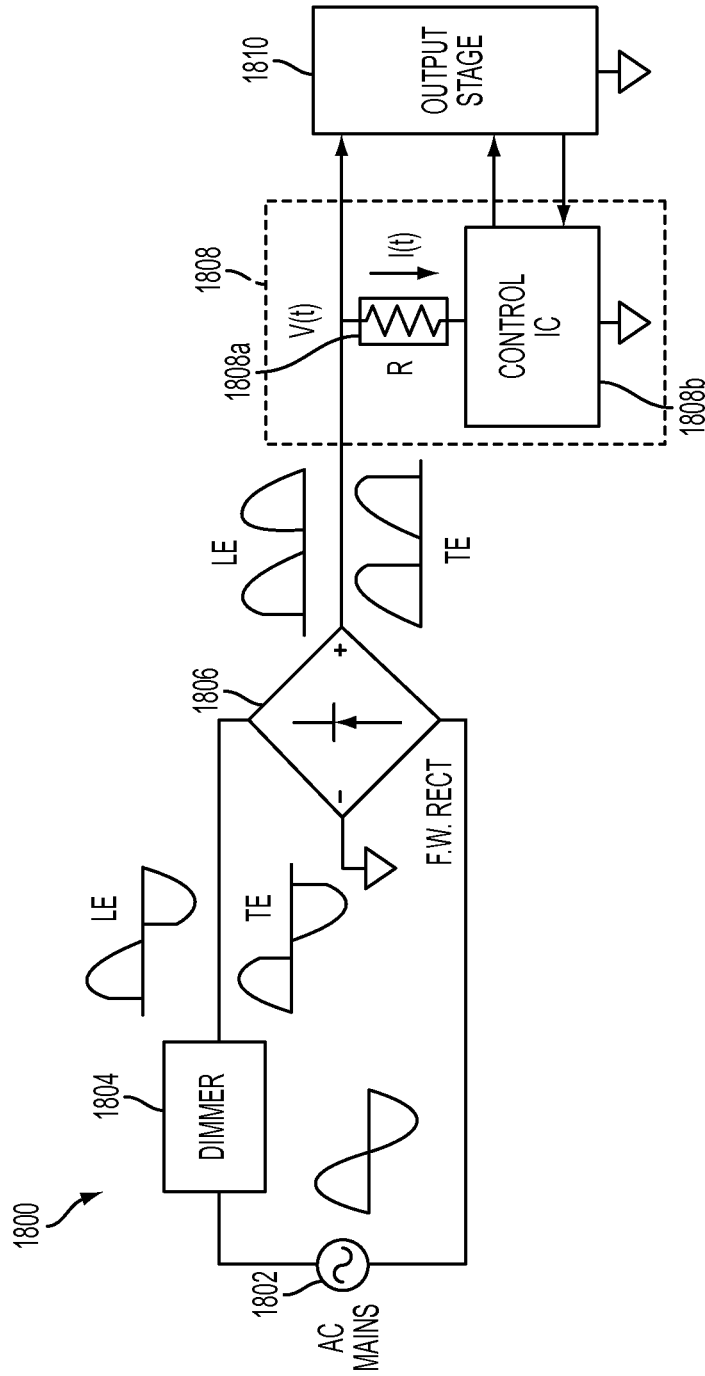 1800
1802
AC
MAINS
1804
DIMMER
LE
TE
1806
+
-
F.W. RECT
LE
TE
1808
V(t)
I(t)
1808a
R
CONTROL
IC
1808b
1810
OUTPUT
STAGE